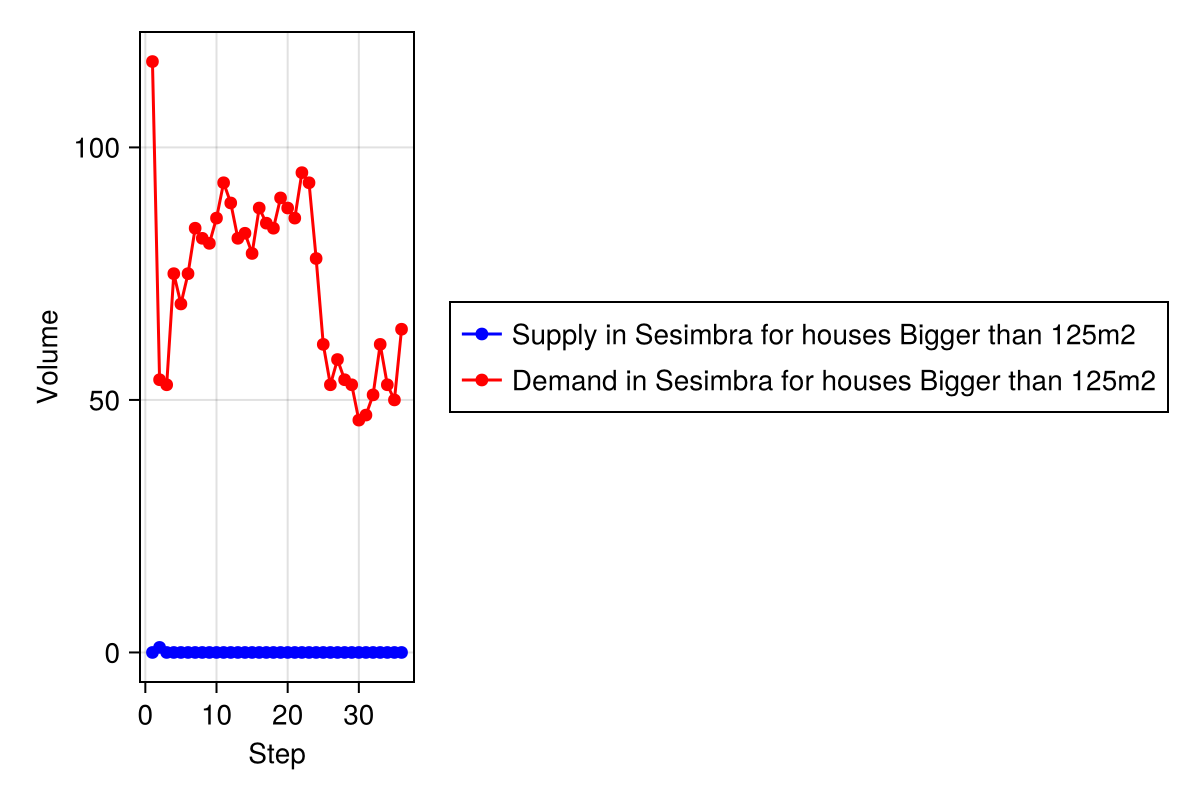 Volume
100
50
0
0 10 20 30
Step
Supply in Sesimbra for houses Bigger than 125m2
Demand in Sesimbra for houses Bigger than 125m2